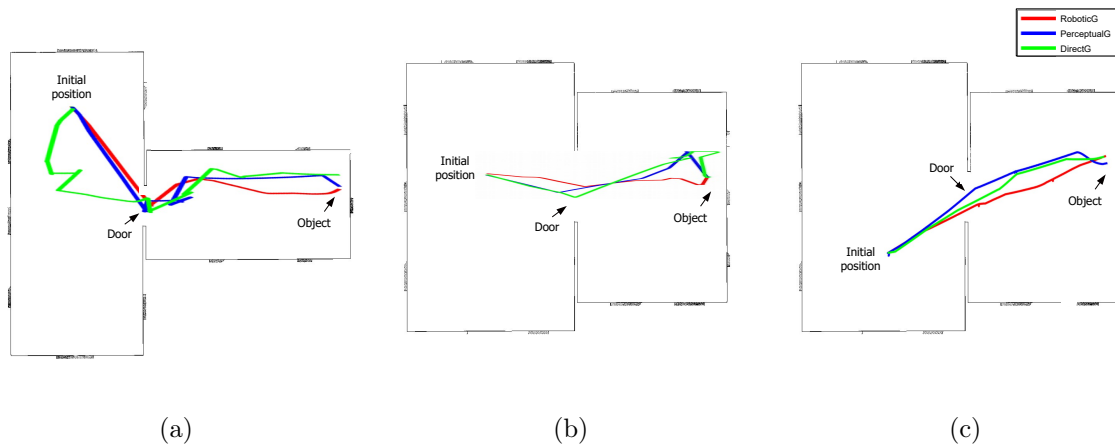 RoboticG
PerceptualG
DirectG
Initial
position
Door
Object
Initial
position
Door
Object
Door
Object
Initial
position
(a)
(b)
(c)